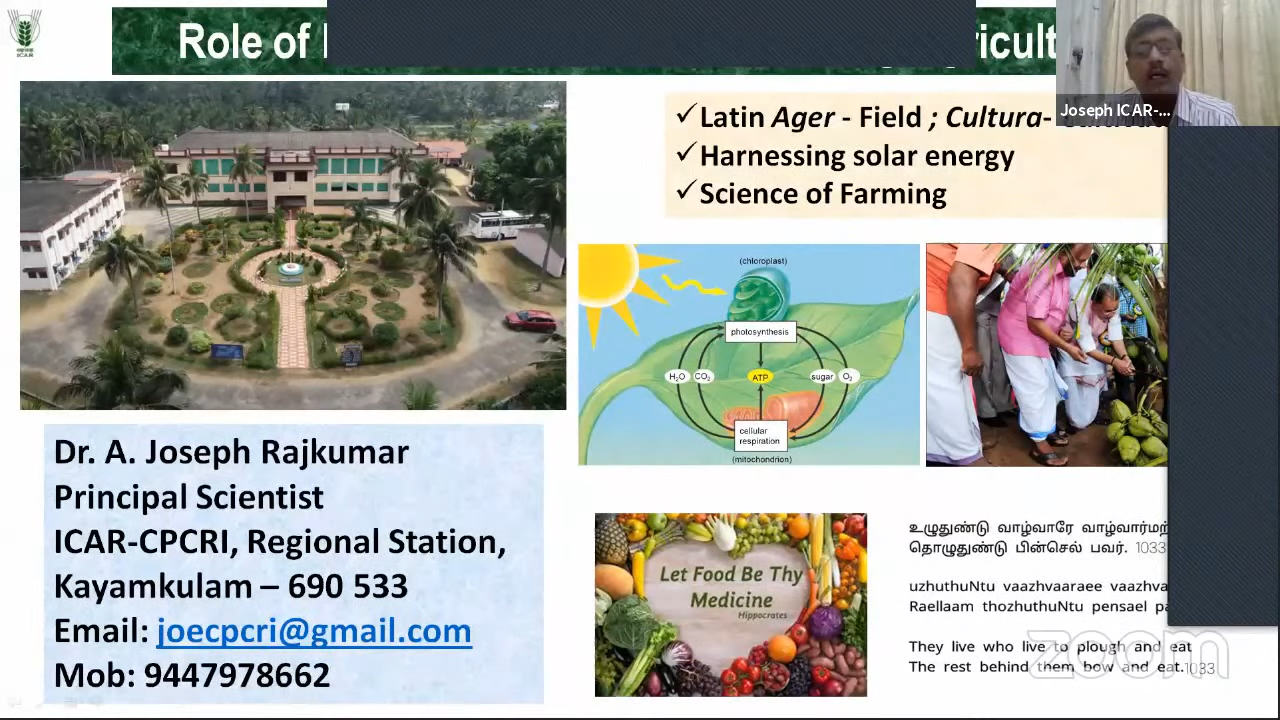 Role of
ricult
ICAR
Joseph ICAR-...
✓Latin Ager - Field ; Cultura-
✓Harnessing solar energy
✓Science of Farming
(chloroplast)
photosynthesis
H₂O CO₂ ATP sugar O₂
cellular
respiration
(mitochondrion)
Dr. A. Joseph Rajkumar
Principal Scientist
ICAR-CPCRI, Regional Station,
Kayamkulam – 690 533
Email: joecpcri@gmail.com
Mob: 9447978662
Let Food Be Thy
Medicine
Hippocrates
உழுதுண்டு வாழ்வாரே வாழ்வார்மற்
தொழுதுண்டு பின்செல் பவர். 1033
uzhuthuNtu vaazhvaaraee vaazhva
Raellaam thozhuthuNtu pensael pa
They live who live to plough and eat
The rest behind them bow and eat.1033
zoom